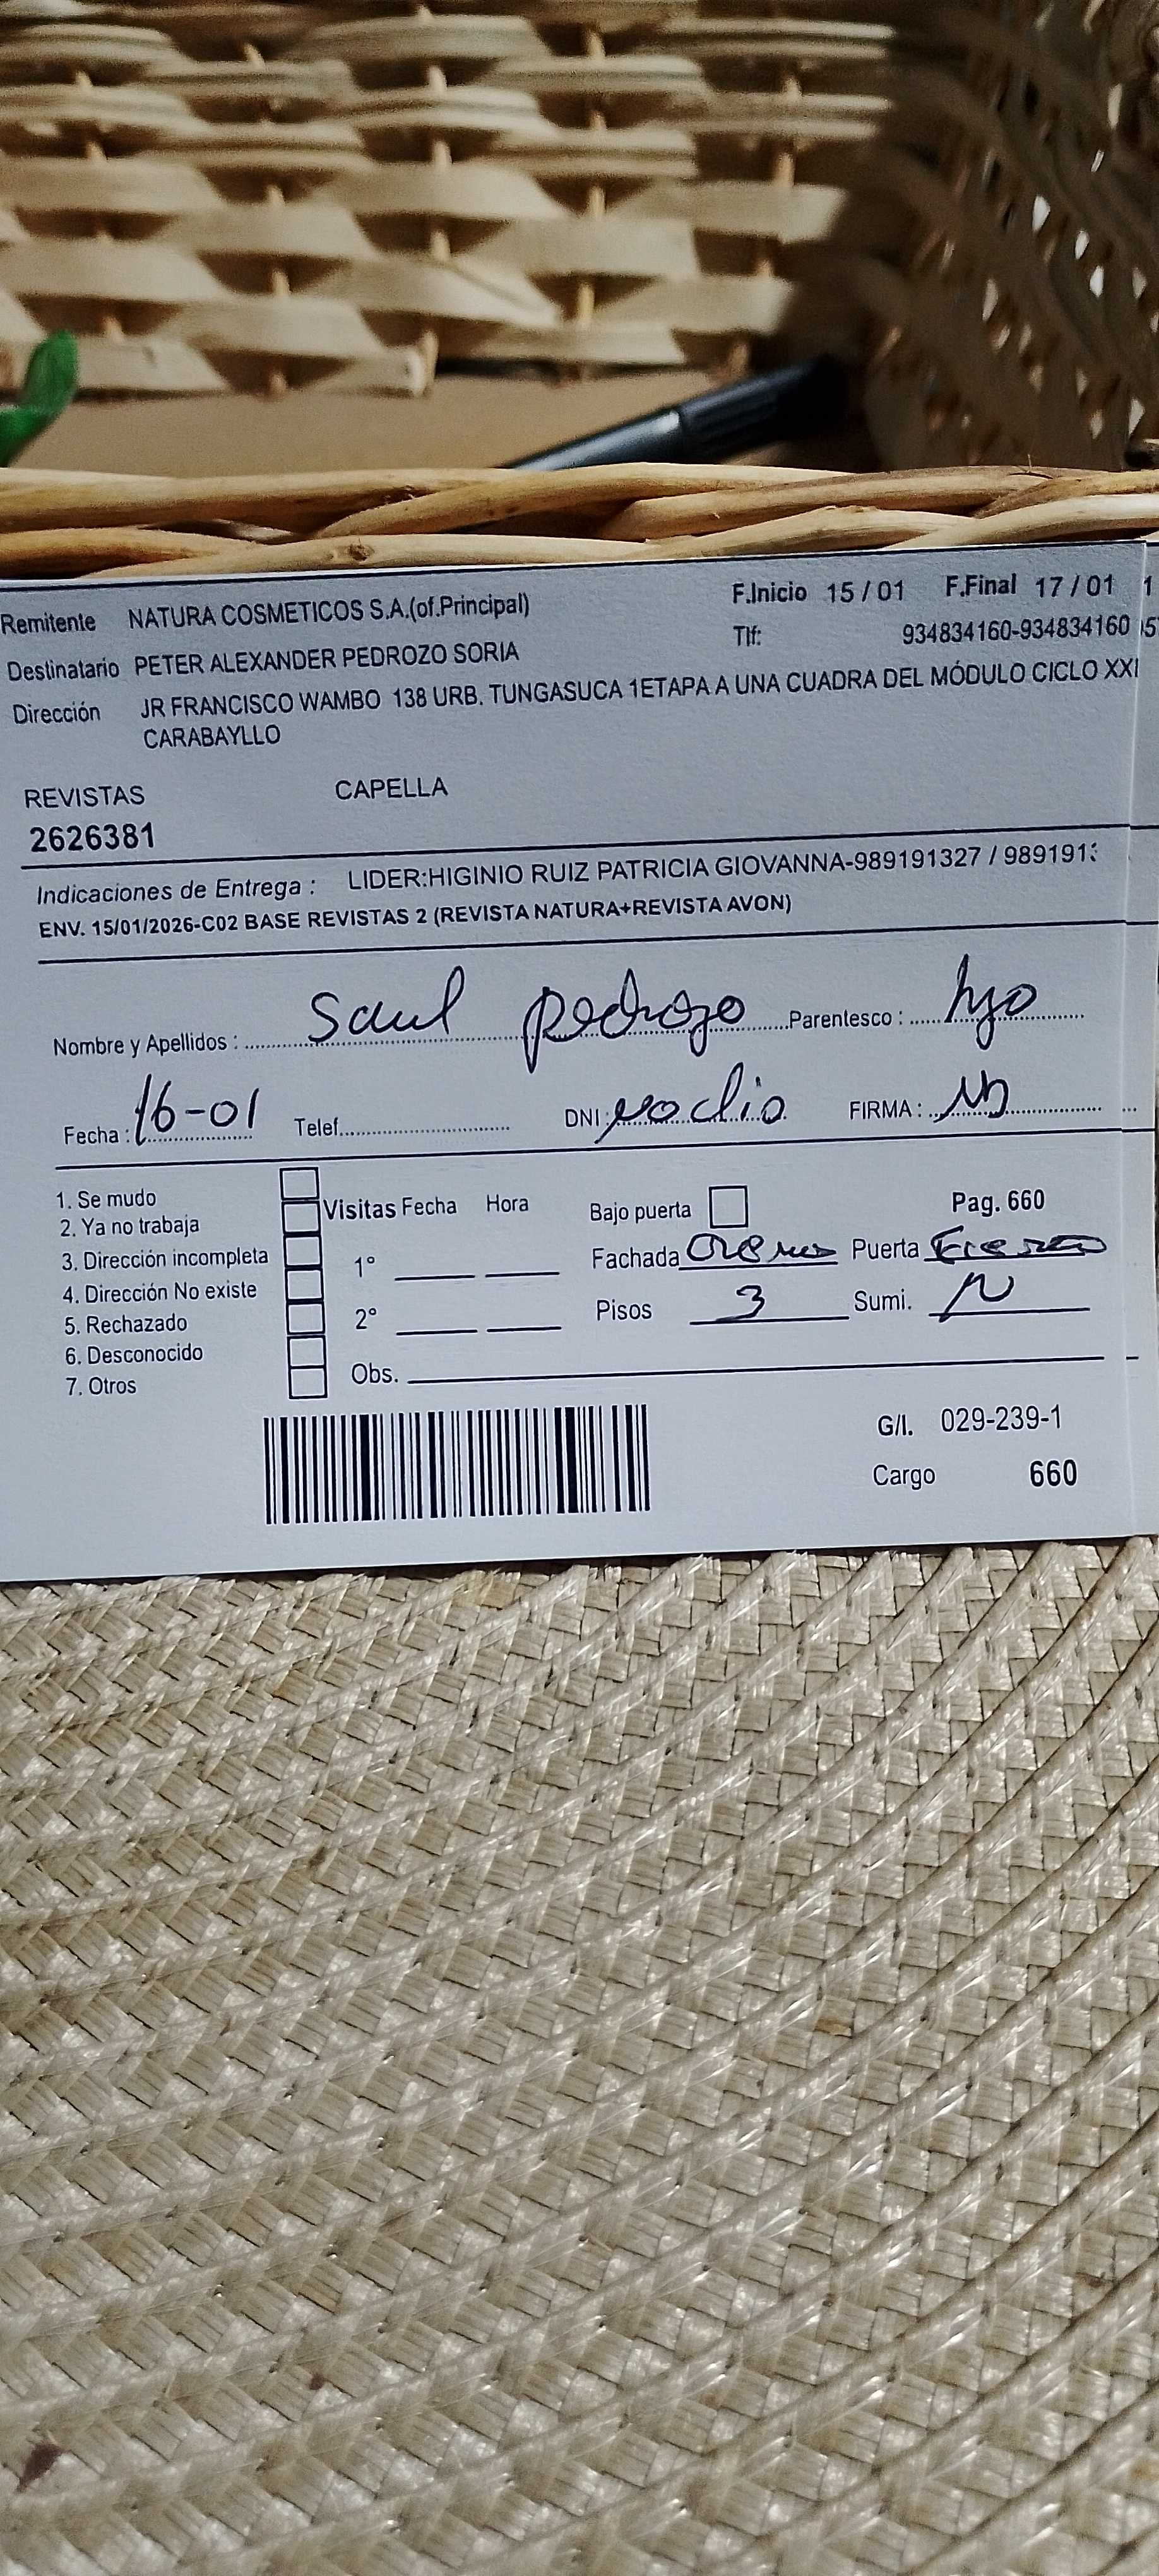 Remitente NATURA COSMETICOS S.A.(of.Principal) F.Inicio 15/01 F.Final 17/01 1
Tlf: 934834160-934834160
Destinatario PETER ALEXANDER PEDROZO SORIA
Dirección JR FRANCISCO WAMBO 138 URB. TUNGASUCA 1ETAPA A UNA CUADRA DEL MÓDULO CICLO XXI
CARABAYLLO
REVISTAS CAPELLA
2626381
Indicaciones de Entrega : LIDER:HIGINIO RUIZ PATRICIA GIOVANNA-989191327 / 989191
ENV. 15/01/2026-C02 BASE REVISTAS 2 (REVISTA NATURA+REVISTA AVON)
Nombre y Apellidos : Saul pedrozo Parentesco : hijo
Fecha : 16-01 Telef. DNI: no dio FIRMA :
1. Se mudo
2. Ya no trabaja
3. Dirección incompleta
4. Dirección No existe
5. Rechazado
6. Desconocido
7. Otros
Visitas Fecha Hora
1°
2°
Obs.
Bajo puerta Pag. 660
Fachada Crema Puerta Fierro
Pisos 3 Sumi. N
G/I. 029-239-1
Cargo 660